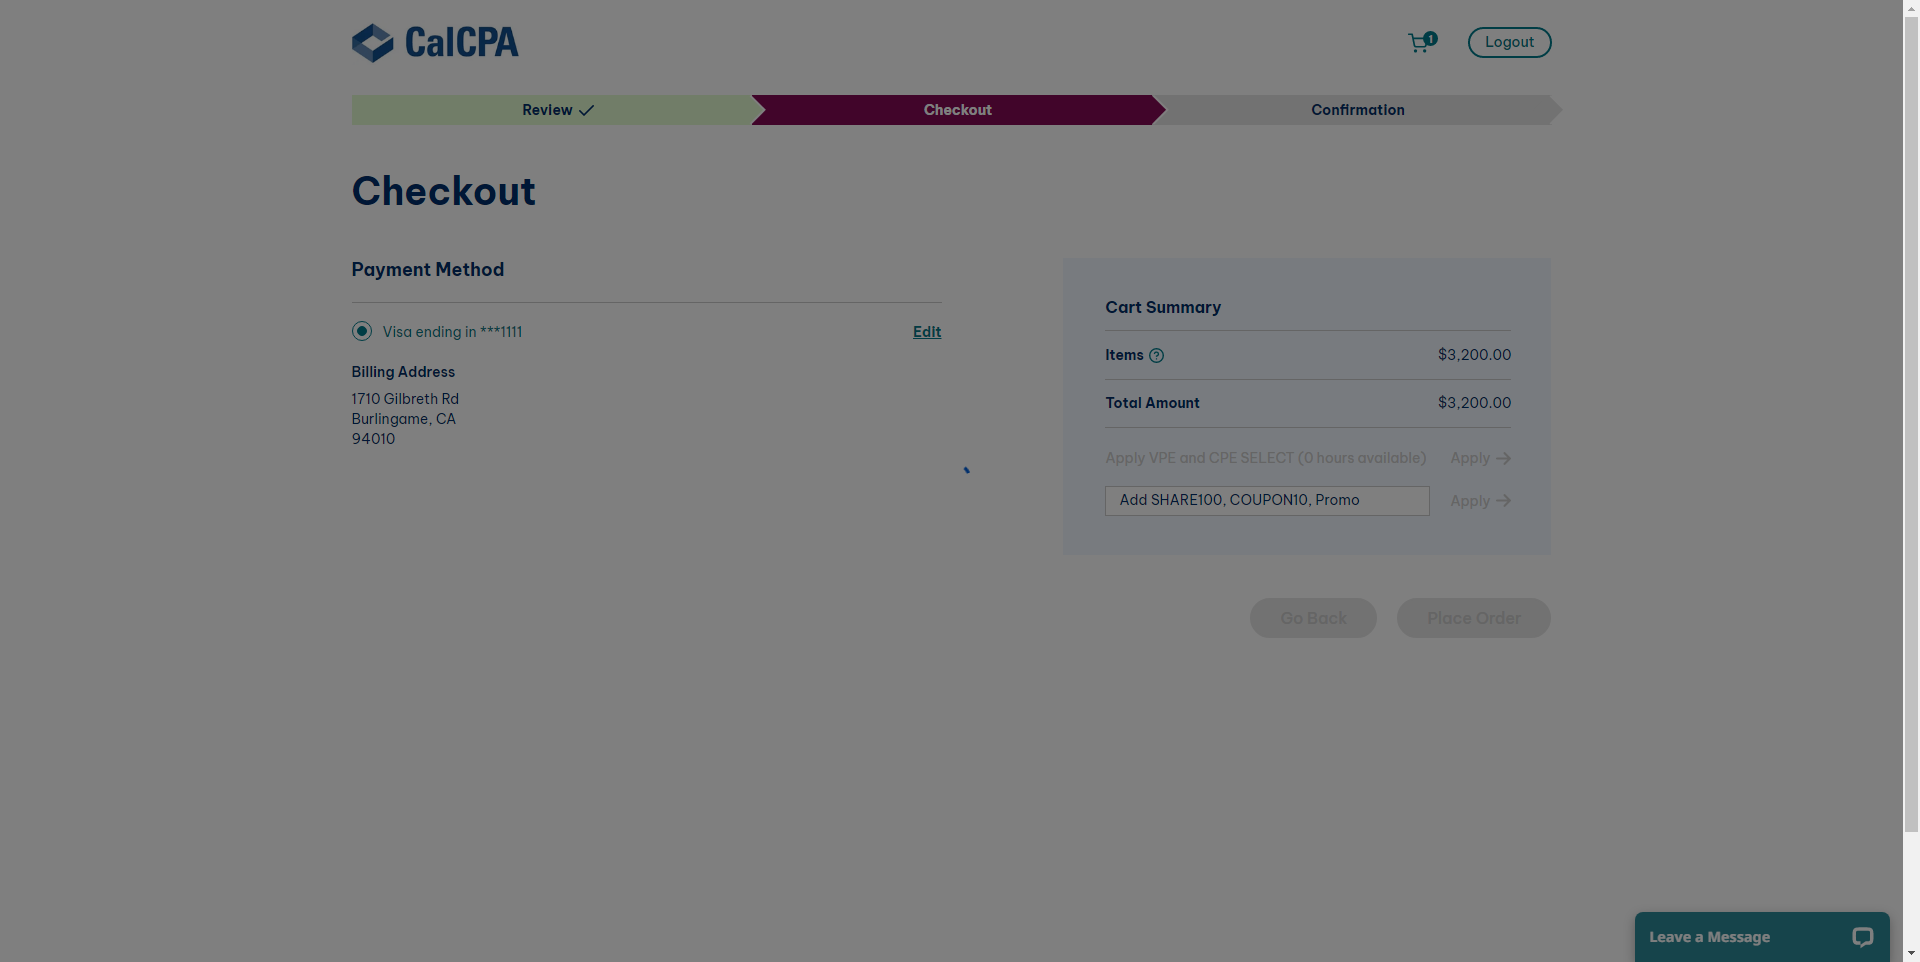 CalCPA
1
Logout
Review
Checkout
Confirmation
Checkout
Payment Method
Visa ending in ***1111
Edit
Billing Address
1710 Gilbreth Rd
Burlingame, CA
94010
Cart Summary
Items ?
$3,200.00
Total Amount
$3,200.00
Apply VPE and CPE SELECT (0 hours available)
Apply
Add SHARE100, COUPON10, Promo
Apply
Go Back
Place Order
Leave a Message